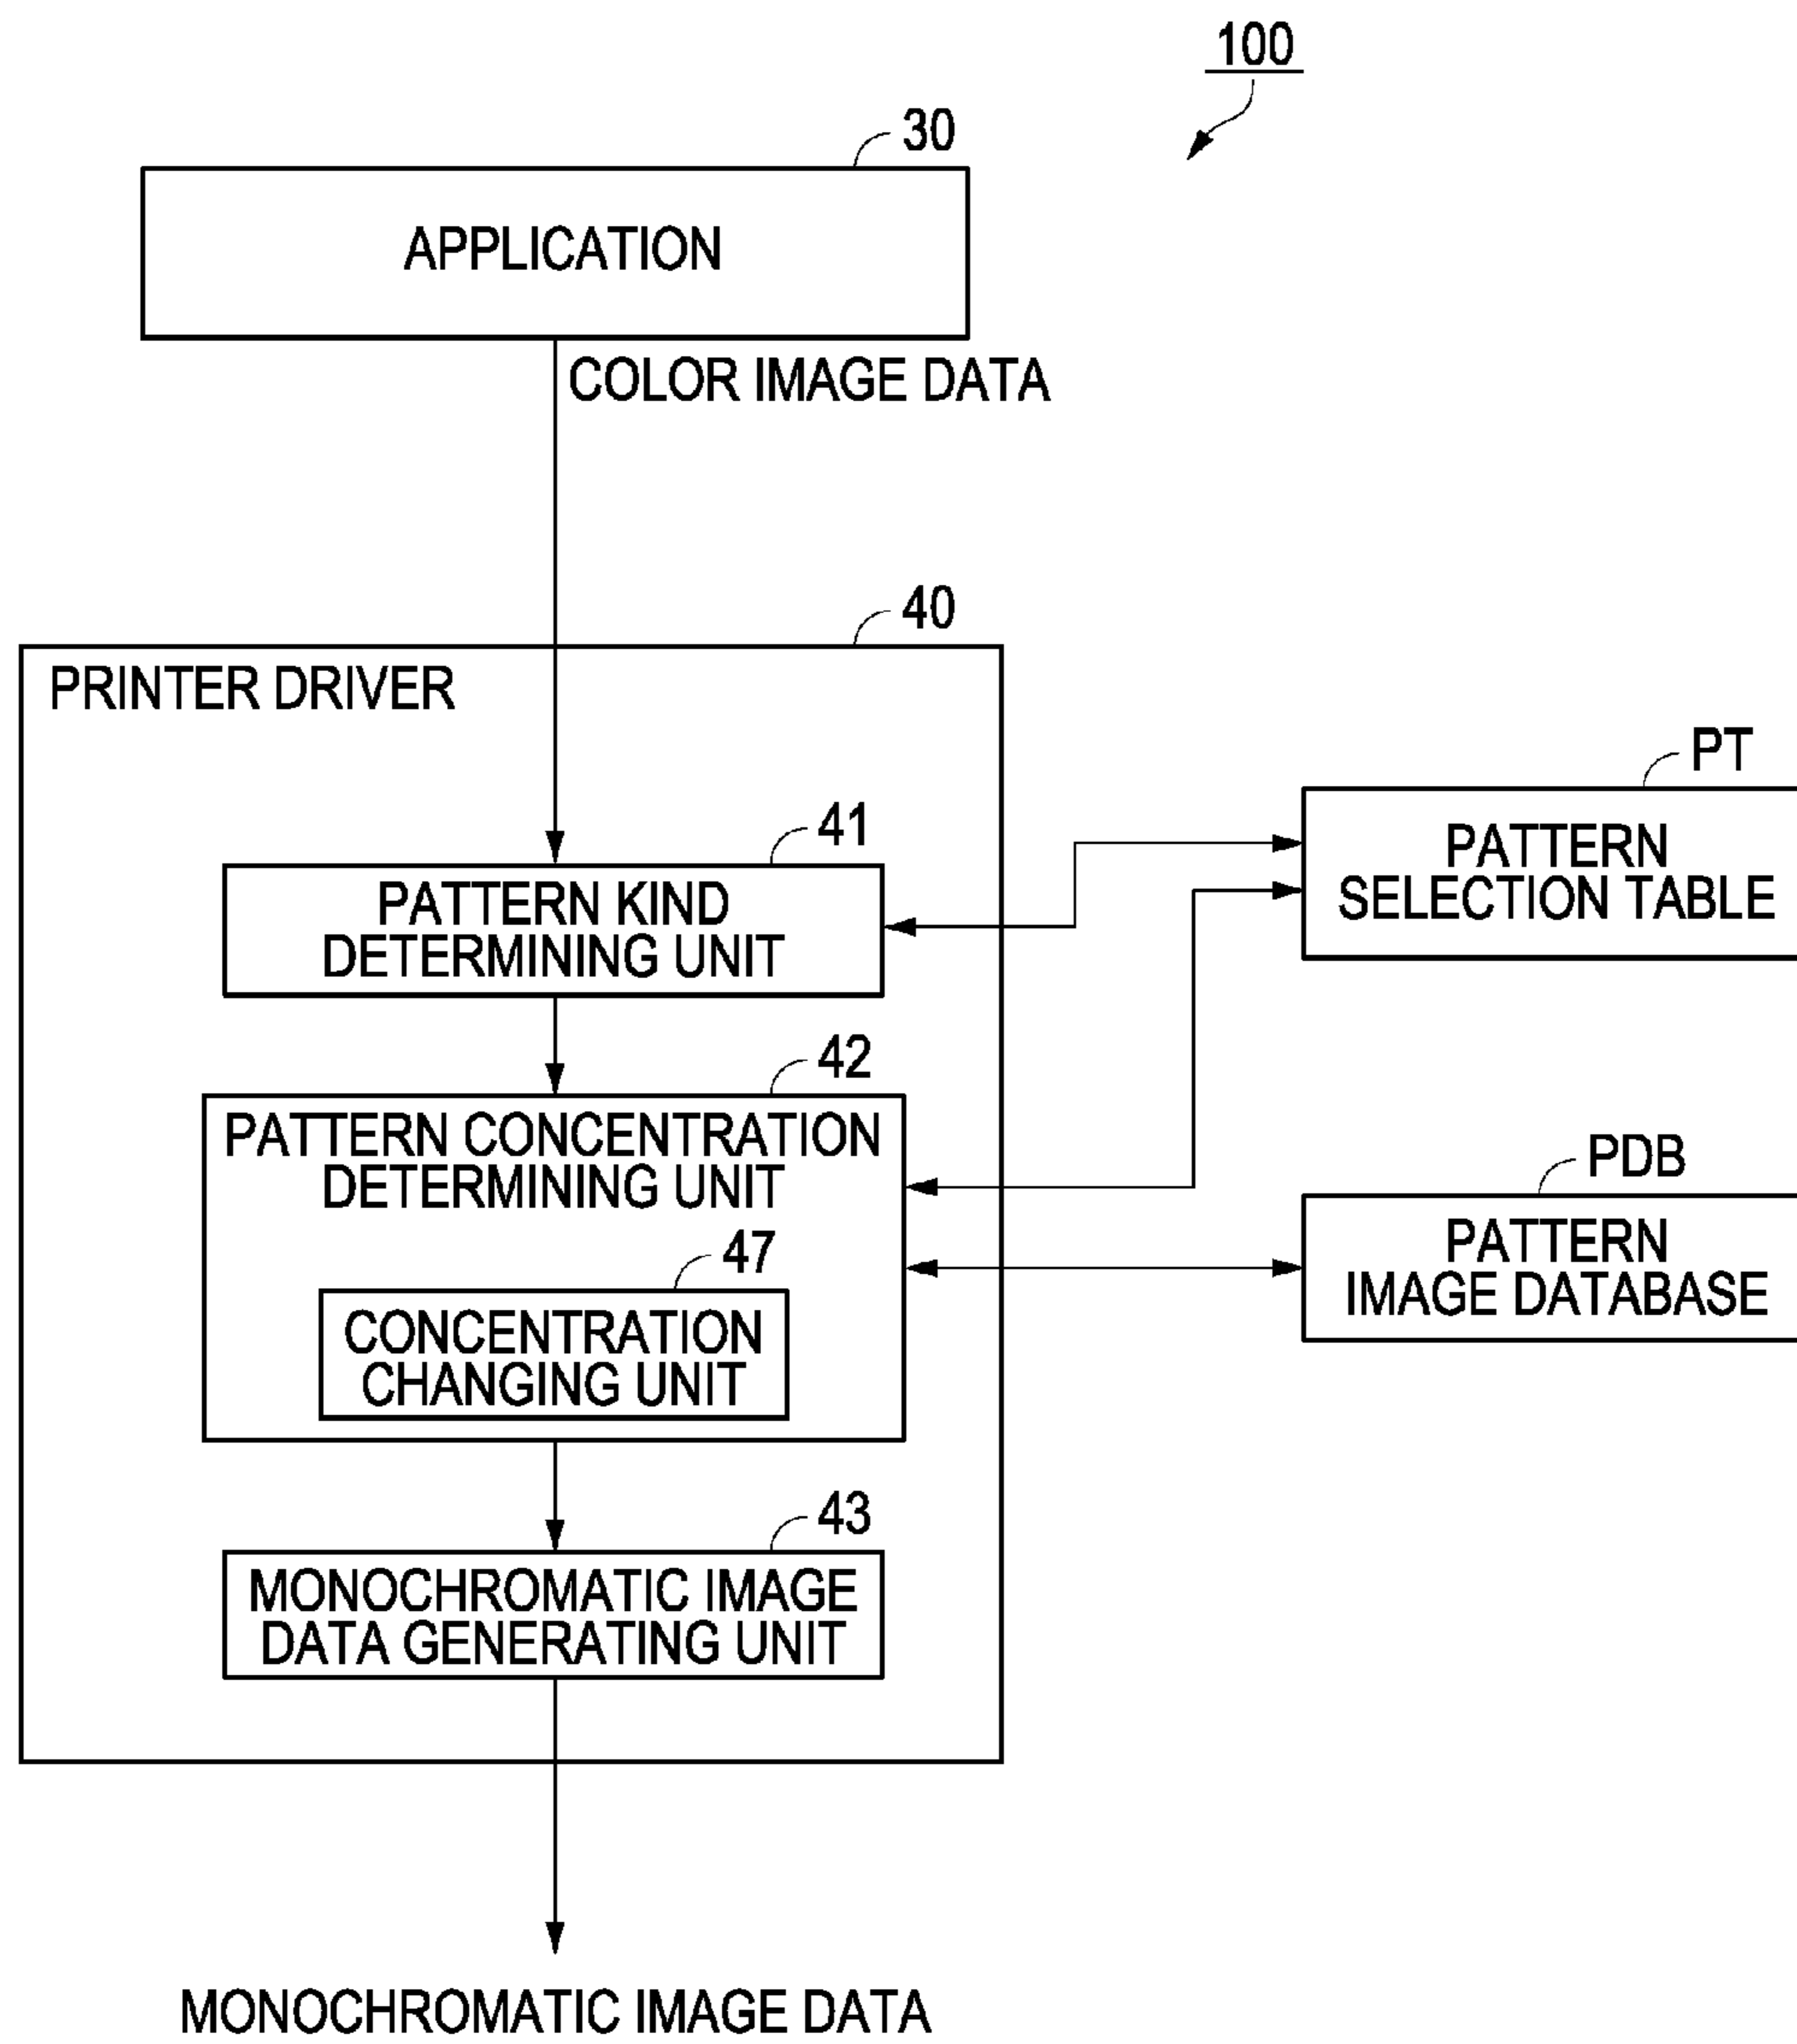 100
30
APPLICATION
COLOR IMAGE DATA
40
PRINTER DRIVER
PT
PATTERN
SELECTION TABLE
41
PATTERN KIND
DETERMINING UNIT
42
PATTERN CONCENTRATION
DETERMINING UNIT
PDB
PATTERN
IMAGE DATABASE
47
CONCENTRATION
CHANGING UNIT
43
MONOCHROMATIC IMAGE
DATA GENERATING UNIT
MONOCHROMATIC IMAGE DATA